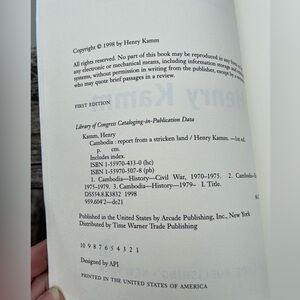 Copyright © 1998 by Henry Kamm
All rights reserved. No part of this book may be reproduced in any
any electronic or mechanical means, including information storage and
systems, without permission in writing from the publisher, except by a
who may quote brief passages in a review.
FIRST EDITION
Library of Congress Cataloging-in-Publication Data
Kamm, Henry
Cambodia : report from a stricken land / Henry Kamm. —1st ed.
p. cm.
Includes index.
ISBN 1-55970-433-0 (hc)
ISBN 1-55970-507-8 (pb)
1. Cambodia—History—Civil War, 1970–1975. 2.
1975-1979. 3. Cambodia—History—1979- I. Title.
DS554.8.K3832 1998
959.604'2—dc21
Published in the United States by Arcade Publishing, Inc., New York
Distributed by Time Warner Trade Publishing
10 9 8 7 6 5 4 3 2 1
Designed by API
PRINTED IN THE UNITED STATES OF AMERICA